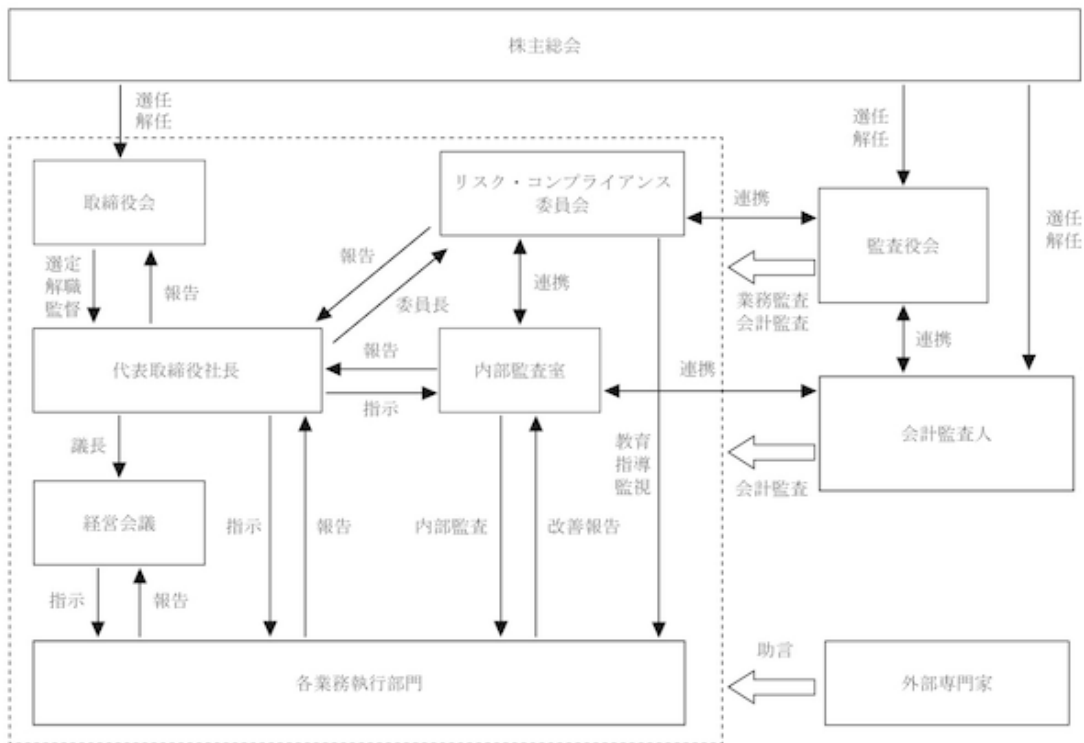 株主総会
選任
解任
選任
解任
選任
解任
取締役会
リスク・コンプライアンス
委員会
連携
監査役会
選定
解職
監督
報告
報告
委員長
連携
業務監査
会計監査
連携
代表取締役社長
報告
指示
内部監査室
連携
会計監査人
議長
教育
指導
監視
会計監査
経営会議
指示
報告
内部監査
改善報告
指示
報告
各業務執行部門
助言
外部専門家